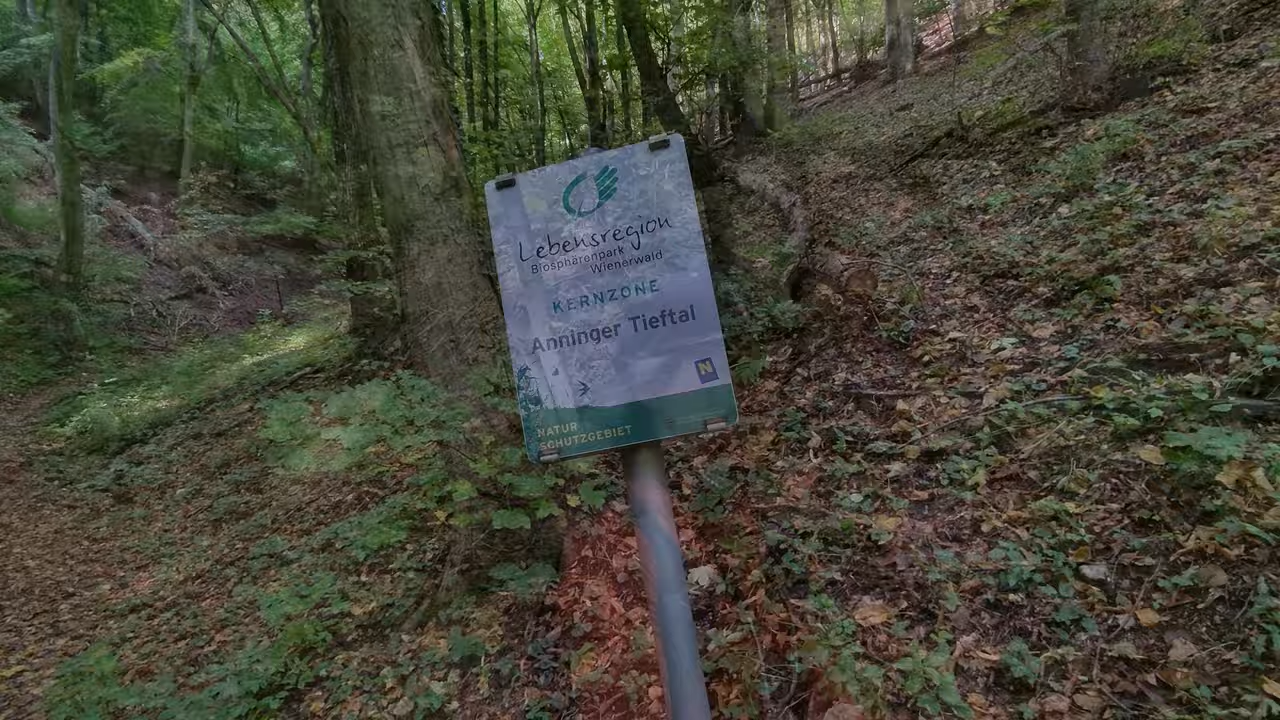 Lebensregion
Biosphärenpark
Wienerwald
KERNZONE
Anninger Tieftal
N
NATUR
SCHUTZGEBIET